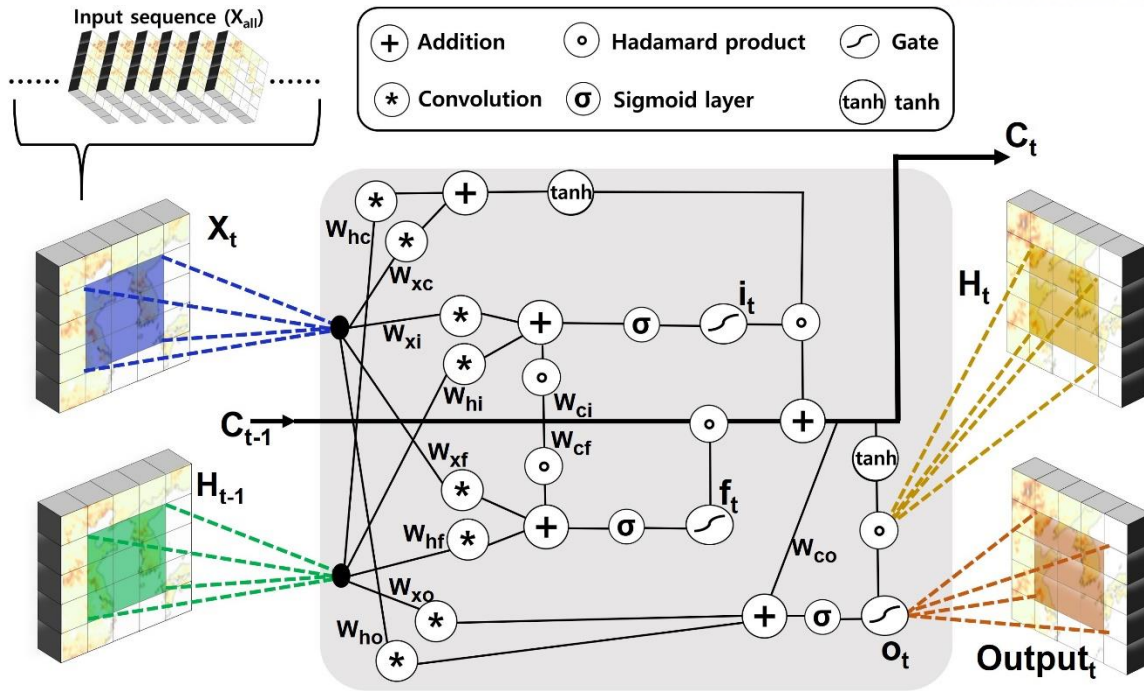 Input sequence (Xall)
...... ......
+ Addition
∘ Hadamard product
Gate
* Convolution
σ Sigmoid layer
tanh tanh
Ct
Xt
Whc
* + tanh
*
Wxc
Ht
it
Wxi
* + σ
∘
*
Whi
∘
Wci
Ct-1
∘ +
Wcf
Wxf
∘
tanh
Ht-1
*
ft
Whf
* + σ
∘
Wco
Wxo
* + σ
Who
*
ot
Outputt